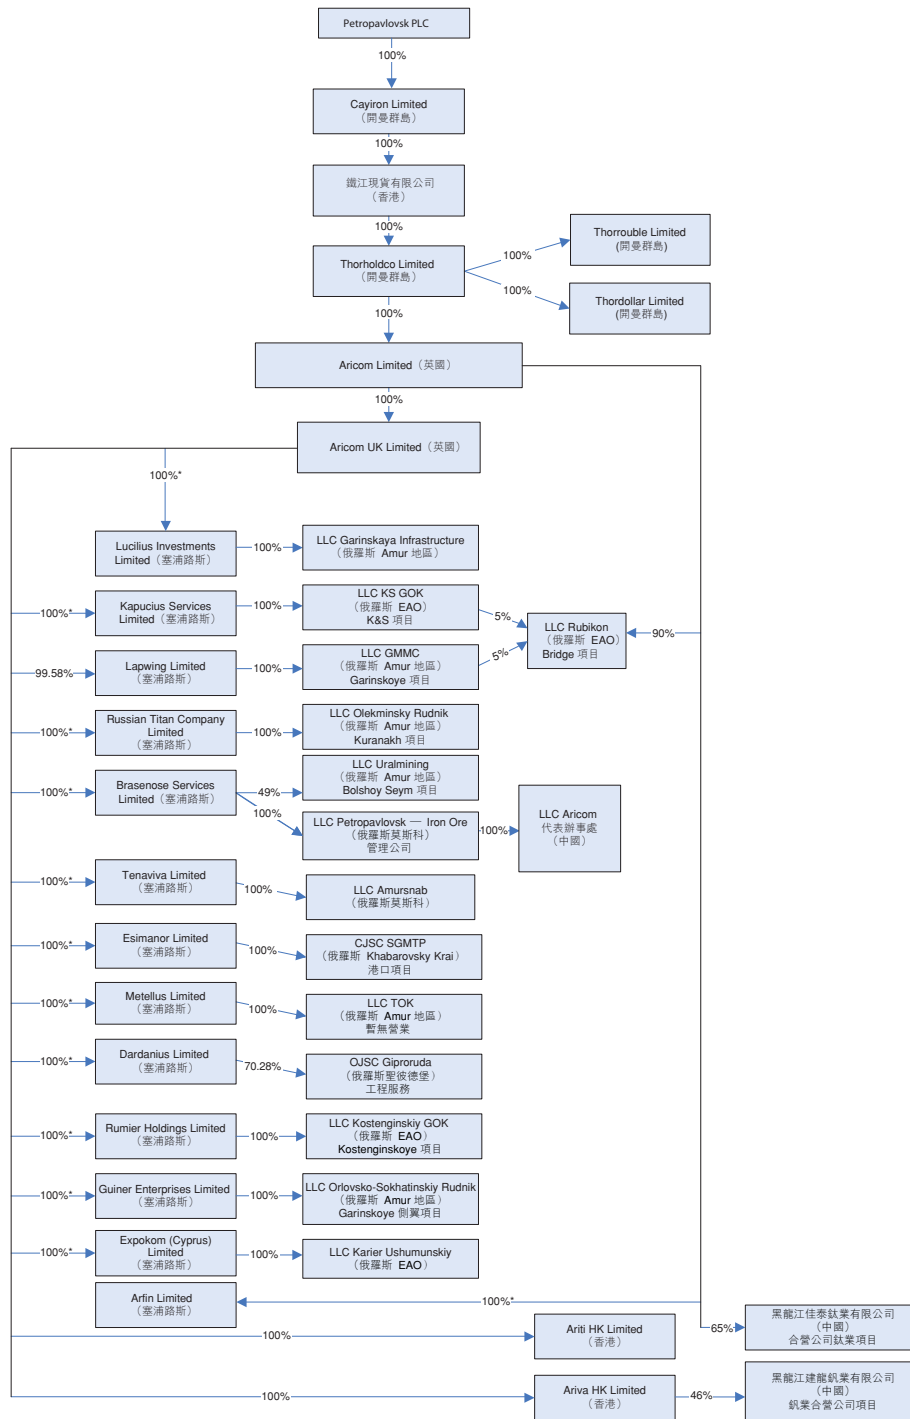 Petropavlovsk PLC
100%
Cayiron Limited
（開曼群島）
100%
鐵江現貨有限公司
（香港）
100%
Thorrouble Limited
(開曼群島)
100%
Thorholdco Limited
（開曼群島）
100%
Thordollar Limited
(開曼群島)
100%
Aricom Limited（英國）
100%
Aricom UK Limited（英國）
100%*
Lucilius Investments
Limited（塞浦路斯）
100%
LLC Garinskaya Infrastructure
（俄羅斯 Amur 地區）
100%*
Kapucius Services
Limited（塞浦路斯）
100%
LLC KS GOK
（俄羅斯 EAO）
K&S 項目
5%
LLC Rubikon
（俄羅斯 EAO）
Bridge 項目
90%
99.58%
Lapwing Limited
（塞浦路斯）
100%
LLC GMMC
（俄羅斯 Amur 地區）
Garinskoye 項目
5%
100%*
Russian Titan Company
Limited
（塞浦路斯）
100%
LLC Olekminsky Rudnik
（俄羅斯 Amur 地區）
Kuranakh 項目
100%*
Brasenose Services
Limited（塞浦路斯）
49%
LLC Uralmining
（俄羅斯 Amur 地區）
Bolshoy Seym 項目
100%
LLC Petropavlovsk — Iron Ore
（俄羅斯莫斯科）
管理公司
100%
LLC Aricom
代表辦事處
（中國）
100%*
Tenaviva Limited
（塞浦路斯）
100%
LLC Amursnab
（俄羅斯莫斯科）
100%*
Esimanor Limited
（塞浦路斯）
100%
CJSC SGMTP
（俄羅斯 Khabarovsky Krai）
港口項目
100%*
Metellus Limited
（塞浦路斯）
100%
LLC TOK
（俄羅斯 Amur 地區）
暫無營業
100%*
Dardanius Limited
（塞浦路斯）
70.28%
OJSC Giproruda
（俄羅斯聖彼德堡）
工程服務
100%*
Rumier Holdings Limited
（塞浦路斯）
100%
LLC Kostenginskiy GOK
（俄羅斯 EAO）
Kostenginskoye 項目
100%*
Guiner Enterprises Limited
（塞浦路斯）
100%
LLC Orlovsko-Sokhatinskiy Rudnik
（俄羅斯 Amur 地區）
Garinskoye 側翼項目
100%*
Expokom (Cyprus)
Limited
（塞浦路斯）
100%
LLC Karier Ushumunskiy
（俄羅斯 EAO）
Arfin Limited
（塞浦路斯）
100%*
100%
Ariti HK Limited
（香港）
65%
黑龍江佳泰鈦業有限公司
（中國）
合營公司鈦業項目
100%
Ariva HK Limited
（香港）
46%
黑龍江建龍釩業有限公司
（中國）
釩業合營公司項目